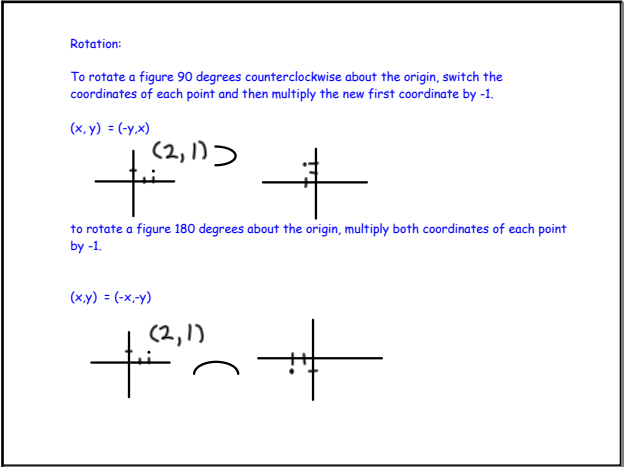 Rotation:
To rotate a figure 90 degrees counterclockwise about the origin, switch the
coordinates of each point and then multiply the new first coordinate by -1.
(x, y) = (-y,x)
(2,1)
to rotate a figure 180 degrees about the origin, multiply both coordinates of each point
by -1.
(x,y) = (-x,-y)
(2,1)